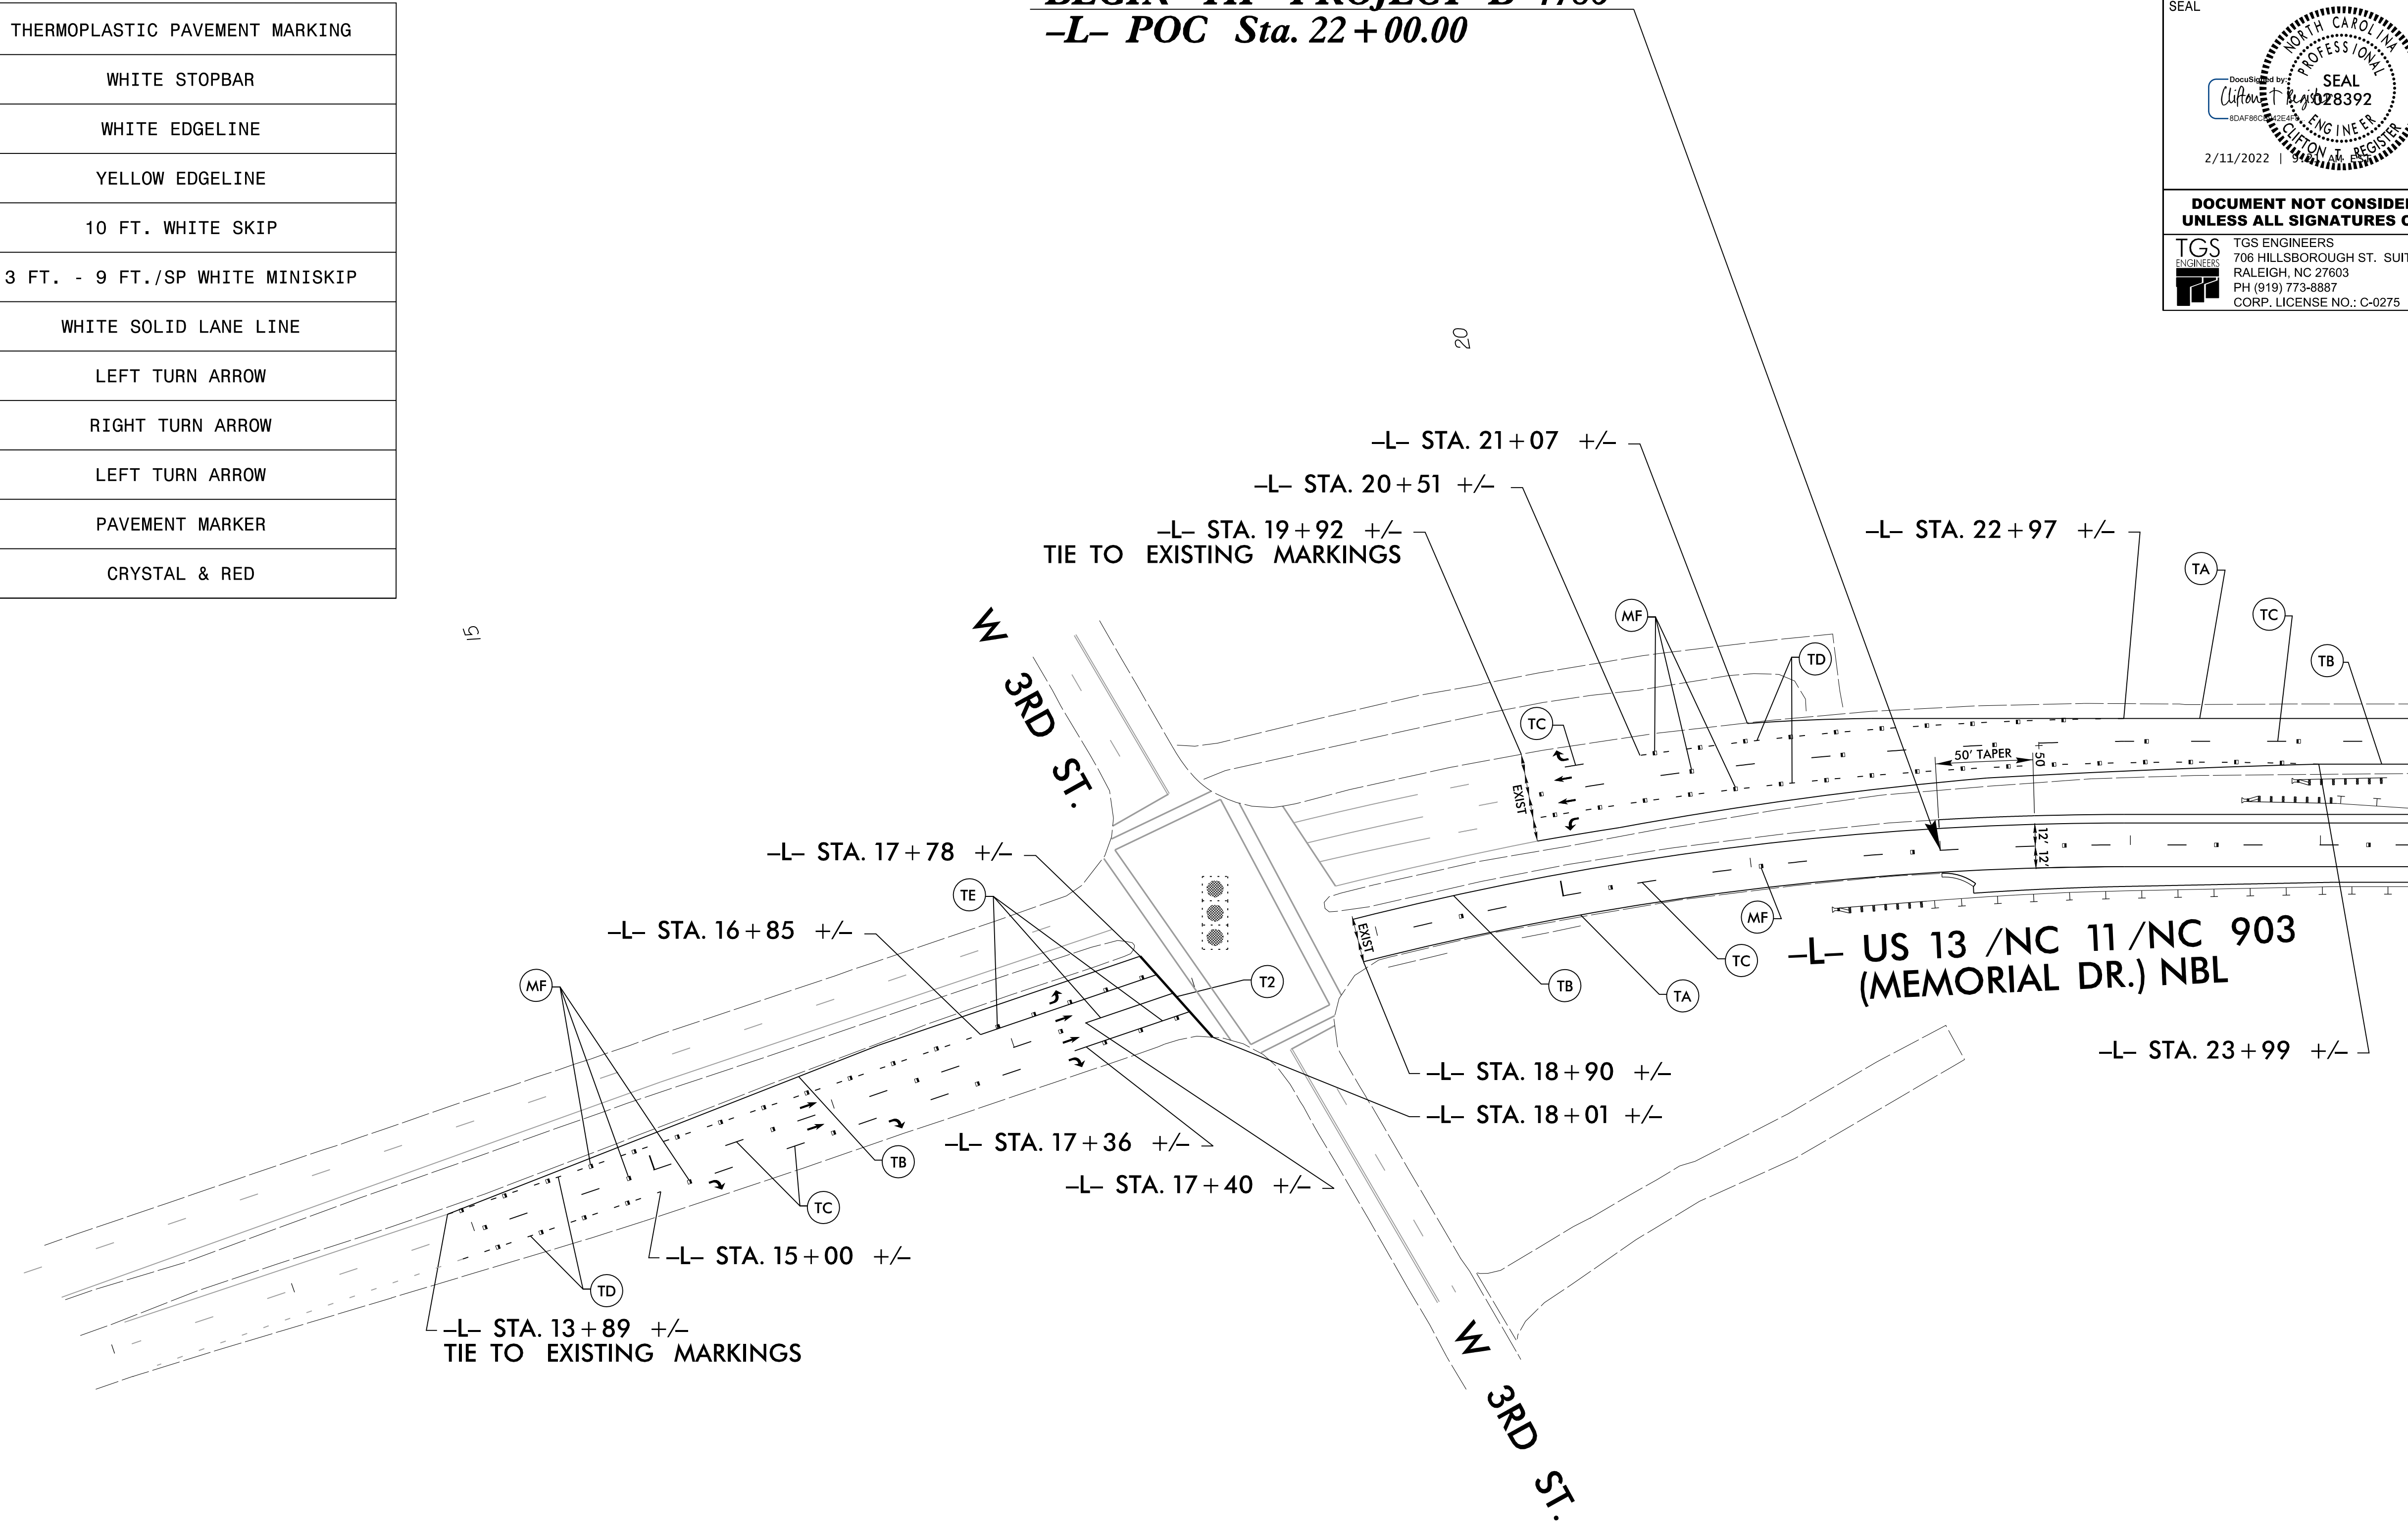 THERMOPLASTIC PAVEMENT MARKING
WHITE STOPBAR
WHITE EDGELINE
YELLOW EDGELINE
10 FT. WHITE SKIP
3 FT. - 9 FT./SP WHITE MINISKIP
WHITE SOLID LANE LINE
LEFT TURN ARROW
RIGHT TURN ARROW
LEFT TURN ARROW
PAVEMENT MARKER
CRYSTAL & RED
–L– POC Sta. 22+00.00
SEAL
NORTH CAROLINA
PROFESSIONAL
SEAL
028392
ENGINEER
CLIFTON T. REGISTER
DocuSigned by:
Clifton T Register
2/11/2022 |
DOCUMENT NOT
UNLESS ALL SIGNATURES
TGS
ENGINEERS
TGS ENGINEERS
706 HILLSBOROUGH ST.
RALEIGH, NC 27603
PH (919) 773-8887
CORP. LICENSE NO.: C-0275
20
15
–L– STA. 21+07 +/–
–L– STA. 20+51 +/–
–L– STA. 19+92 +/–
TIE TO EXISTING MARKINGS
–L– STA. 22+97 +/–
TA
TC
TB
MF
TD
TC
EXIST
50' TAPER
+50
12' 12'
W 3RD ST.
–L– STA. 17+78 +/–
TE
–L– STA. 16+85 +/–
MF
T2
EXIST
TB
TA
TC
MF
–L– US 13 /NC 11 /NC 903
(MEMORIAL DR.) NBL
–L– STA. 23+99 +/–
–L– STA. 18+90 +/–
–L– STA. 18+01 +/–
–L– STA. 17+36 +/–
–L– STA. 17+40 +/–
TB
TC
–L– STA. 15+00 +/–
TD
–L– STA. 13+89 +/–
TIE TO EXISTING MARKINGS
W 3RD ST.